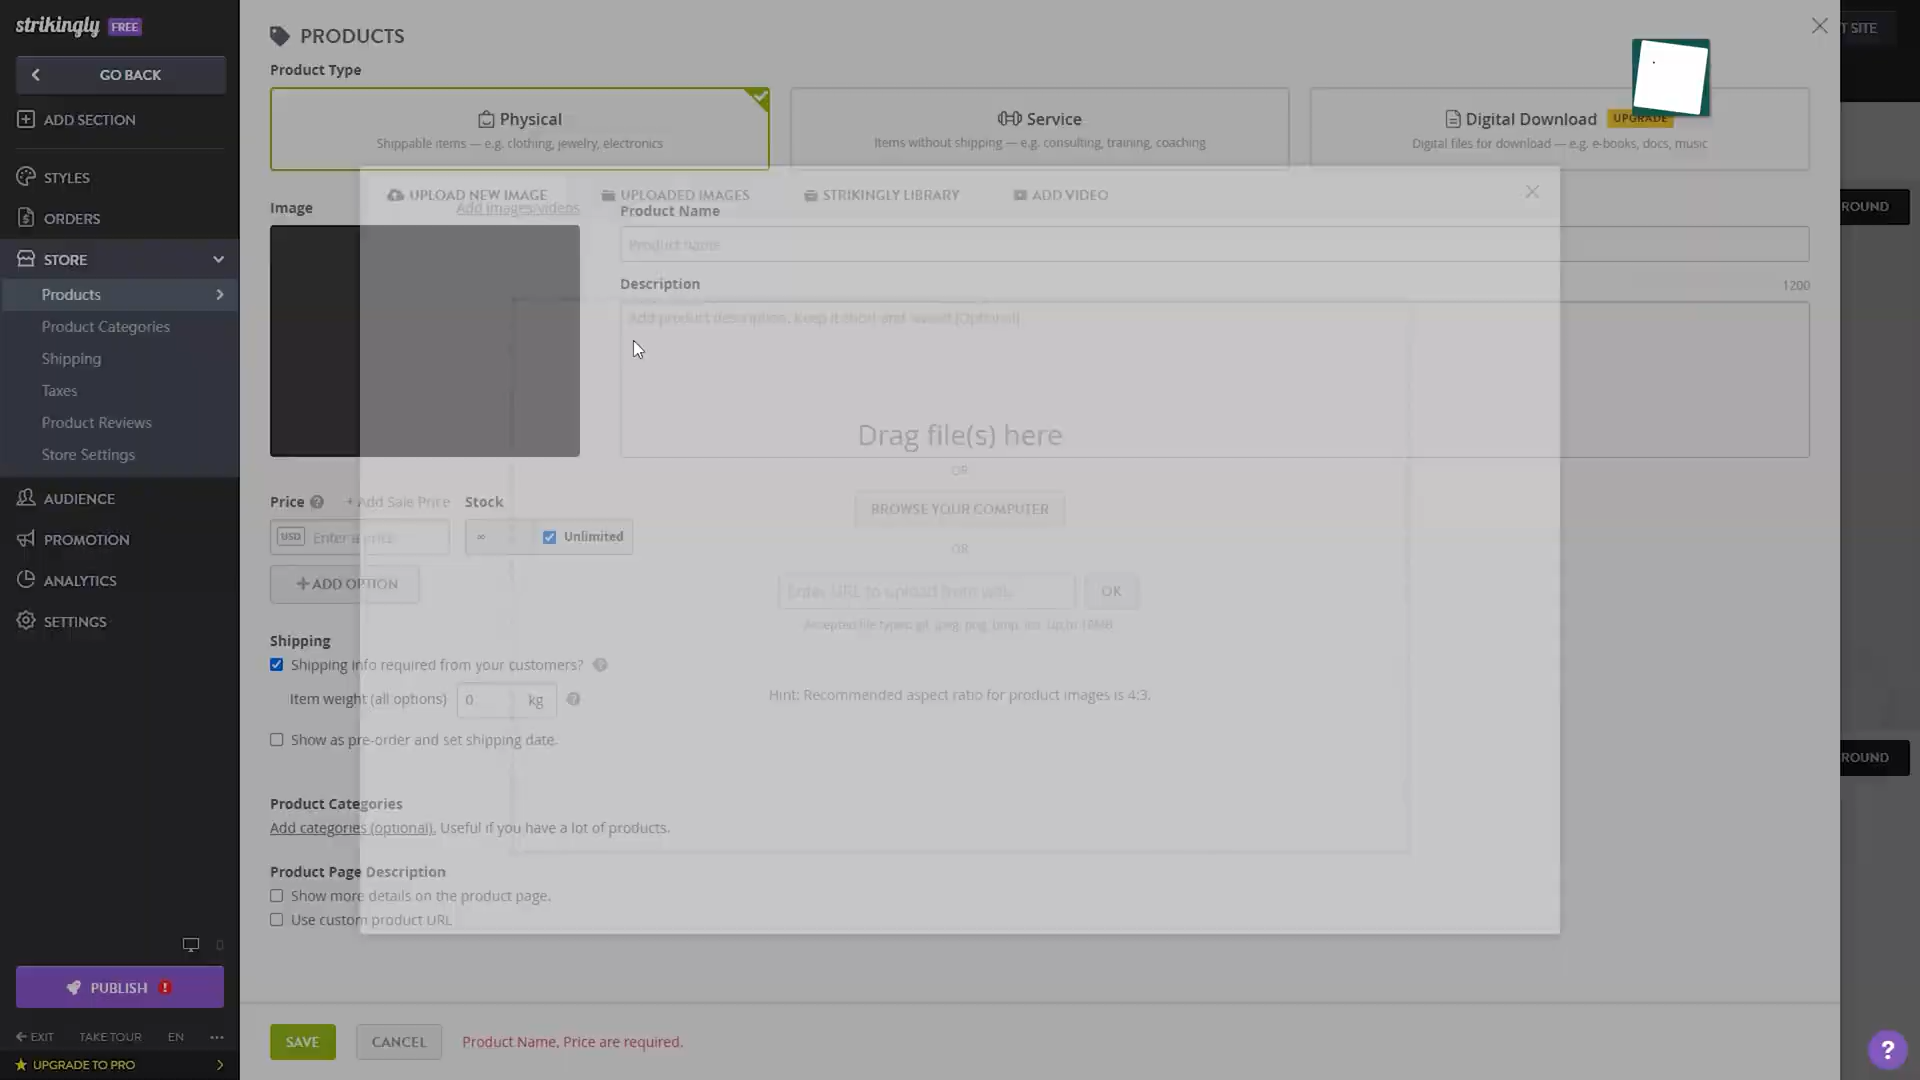 strikingly FREE
GO BACK
ADD SECTION
STYLES
ORDERS
STORE
Products
Product Categories
Shipping
Taxes
Product Reviews
Store Settings
AUDIENCE
PROMOTION
ANALYTICS
SETTINGS
PUBLISH
EXIT TAKE TOUR EN ...
UPGRADE TO PRO
PRODUCTS
T SITE
Product Type
Physical
Shippable items — e.g. clothing, jewelry, electronics
Service
Items without shipping — e.g. consulting, training, coaching
Digital Download UPGRADE
Digital files for download — e.g. e-books, docs, music
UPLOAD NEW IMAGE UPLOADED IMAGES STRIKINGLY LIBRARY ADD VIDEO
Image Add images/videos
Product Name
Product name
ROUND
Description 1200
Add product description. Keep it short and sweet (Optional)
Drag file(s) here
OR
BROWSE YOUR COMPUTER
OR
Enter URL to upload from web OK
Accepted file types: gif, jpeg, png, bmp, ico, up to 10MB
Hint: Recommended aspect ratio for product images is 4:3.
Price + Add Sale Price Stock
USD Enter a price ∞ Unlimited
+ ADD OPTION
Shipping
Shipping info required from your customers?
Item weight (all options) 0 kg
Show as pre-order and set shipping date.
ROUND
Product Categories
Add categories (optional). Useful if you have a lot of products.
Product Page Description
Show more details on the product page.
Use custom product URL
SAVE CANCEL Product Name, Price are required.
?